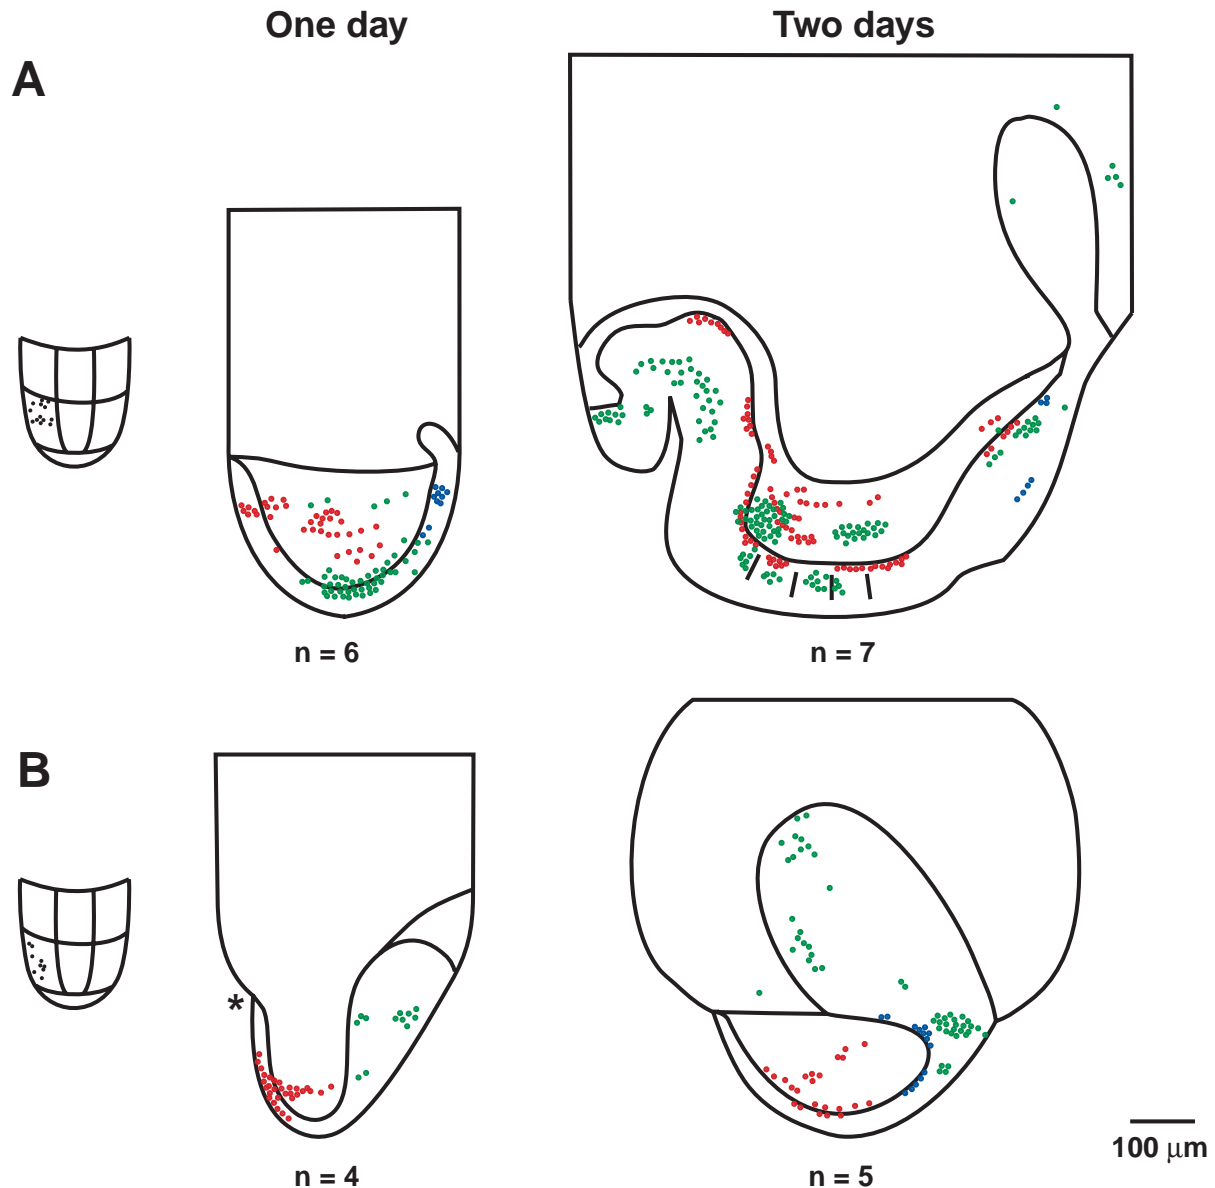 One day
Two days
A
n = 6
n = 7
B
*
n = 4
n = 5
100 μm